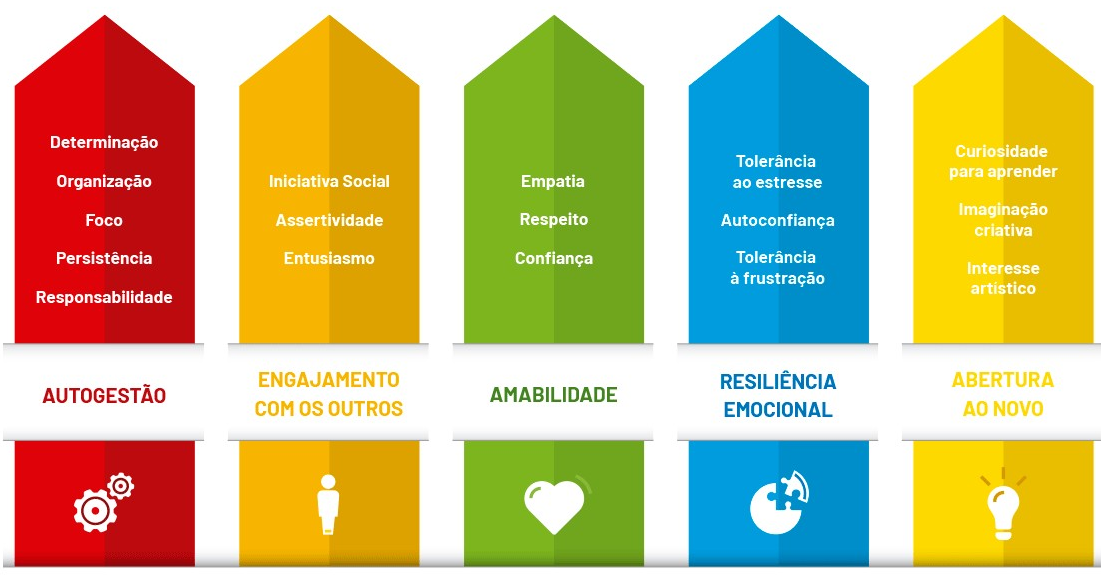 Determinação
Organização
Foco
Persistência
Responsabilidade
AUTOGESTÃO
Iniciativa Social
Assertividade
Entusiasmo
ENGAJAMENTO
COM OS OUTROS
Empatia
Respeito
Confiança
AMABILIDADE
Tolerância
ao estresse
Autoconfiança
Tolerância
à frustração
RESILIÊNCIA
EMOCIONAL
Curiosidade
para aprender
Imaginação
criativa
Interesse
artístico
ABERTURA
AO NOVO